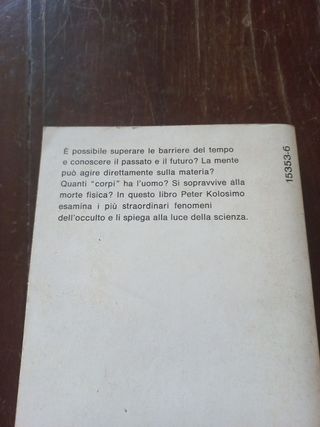 È possibile superare le barriere del tempo
e conoscere il passato e il futuro? La mente
può agire direttamente sulla materia?
Quanti "corpi" ha l'uomo? Si sopravvive alla
morte fisica? In questo libro Peter Kolosimo
esamina i più straordinari fenomeni
dell'occulto e li spiega alla luce della scienza.
15353-6